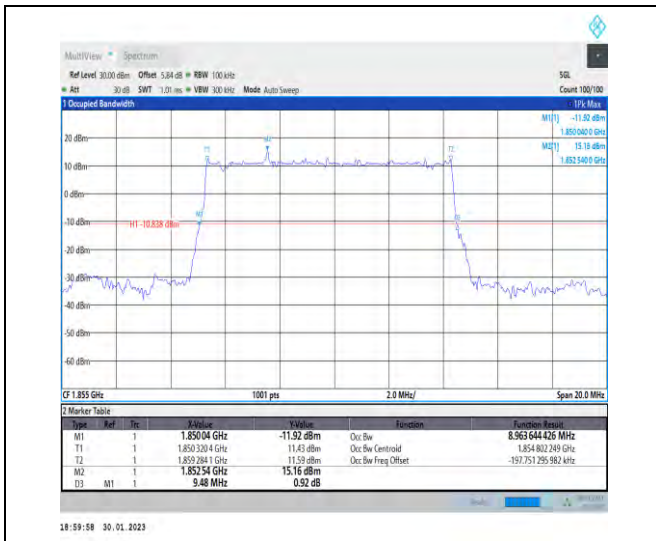 MultiView Spectrum
Ref Level 30.00 dBm Offset 5.84 dB RBW 100 kHz SGL
Att 30 dB SWT 1.01 ms VBW 300 kHz Mode Auto Sweep Count 100/100
1 Occupied Bandwidth 1Pk Max
M1[1] -11.92 dBm
1.850 040 0 GHz
M2[1] 15.16 dBm
1.852 540 0 GHz
20 dBm
10 dBm
0 dBm
-10 dBm
H1 -10.838 dBm
-20 dBm
-30 dBm
-40 dBm
-50 dBm
-60 dBm
CF 1.855 GHz 1001 pts 2.0 MHz/ Span 20.0 MHz
2 Marker Table
Type Ref Trc X-Value Y-Value Function Function Result
M1 1 1.85004 GHz -11.92 dBm Occ Bw 8.963 644 426 MHz
T1 1 1.850 320 4 GHz 11.43 dBm Occ Bw Centroid 1.854 802 249 GHz
T2 1 1.859 284 1 GHz 11.59 dBm Occ Bw Freq Offset -197.751 295 982 kHz
M2 1 1.85254 GHz 15.16 dBm
D3 M1 1 9.48 MHz 0.92 dB
18:59:58 30.01.2023